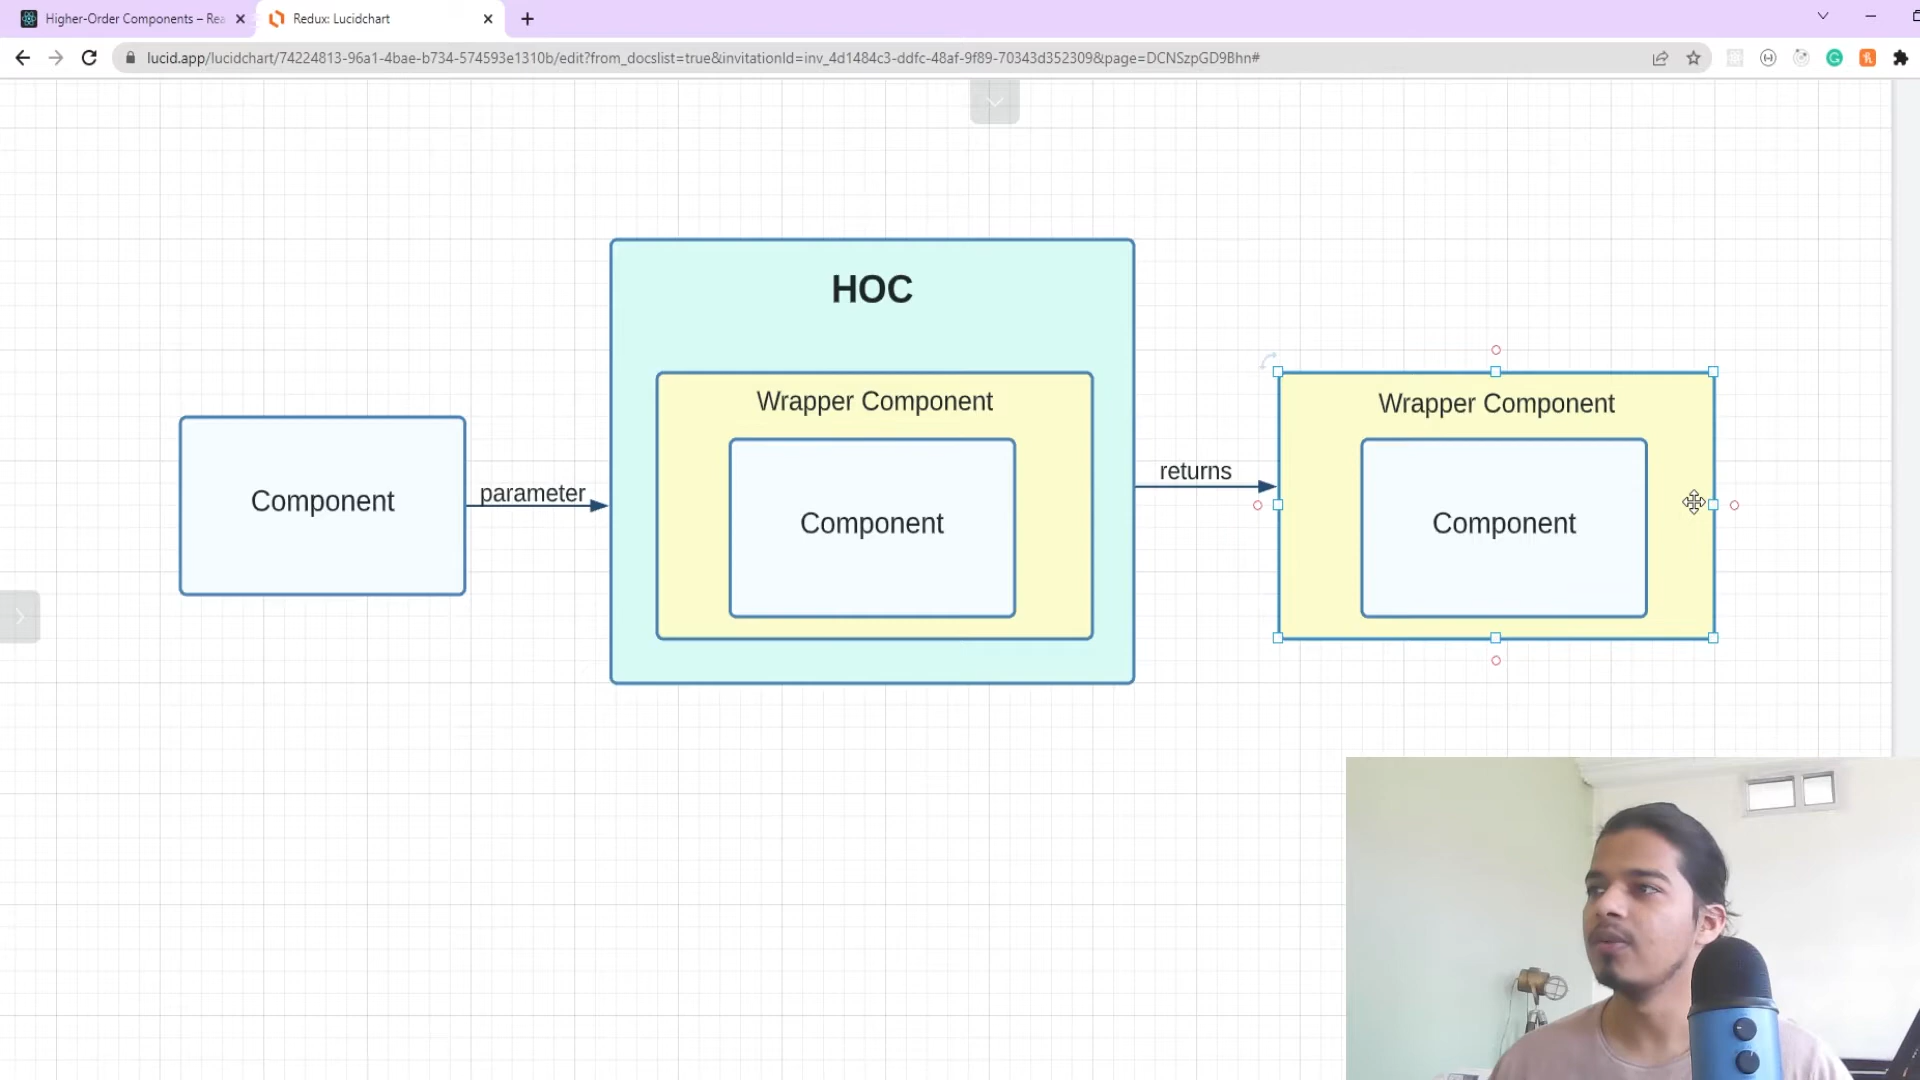 Higher-Order Components – Rea
Redux: Lucidchart
lucid.app/lucidchart/74224813-96a1-4bae-b734-574593e1310b/edit?from_docslist=true&invitationId=inv_4d1484c3-ddfc-48af-9f89-70343d352309&page=DCNSzpGD9Bhn#
HOC
Wrapper Component
Wrapper Component
Component
parameter
Component
returns
Component